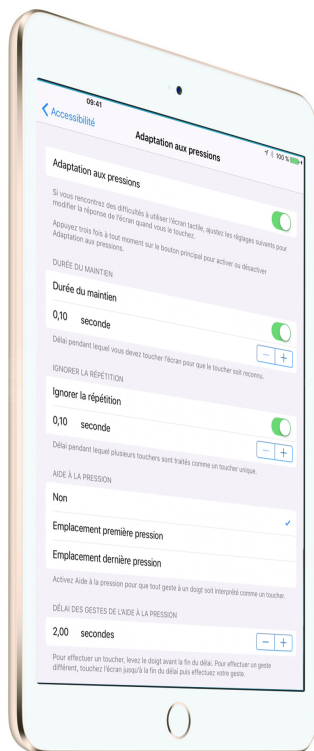 09:41
100 %
Accessibilité
Adaptation aux pressions
Adaptation aux pressions
Si vous rencontrez des difficultés à utiliser l'écran tactile, ajustez les réglages suivants pour
modifier la réponse de l'écran quand vous le toucher.
Appuyez trois fois à tout moment sur le bouton principal pour activer ou désactiver
Adaptation aux pressions.
DURÉE DU MAINTIEN
Durée du maintien
0,10 seconde
Délai pendant lequel vous devez toucher l'écran pour que le toucher soit reconnu.
IGNORER LA RÉPÉTITION
Ignorer la répétition
0,10 seconde
Délai pendant lequel plusieurs touchers sont traités comme un toucher unique.
AIDE À LA PRESSION
Non
Emplacement première pression
Emplacement dernière pression
Activez Aide à la pression pour que tout geste à un doigt soit interprété comme un toucher.
DÉLAI DES GESTES DE L'AIDE À LA PRESSION
2,00 secondes
Pour effectuer un toucher, levez le doigt avant la fin du délai. Pour effectuer un geste
différent, touchez l'écran jusqu'à la fin du délai puis effectuez votre geste.